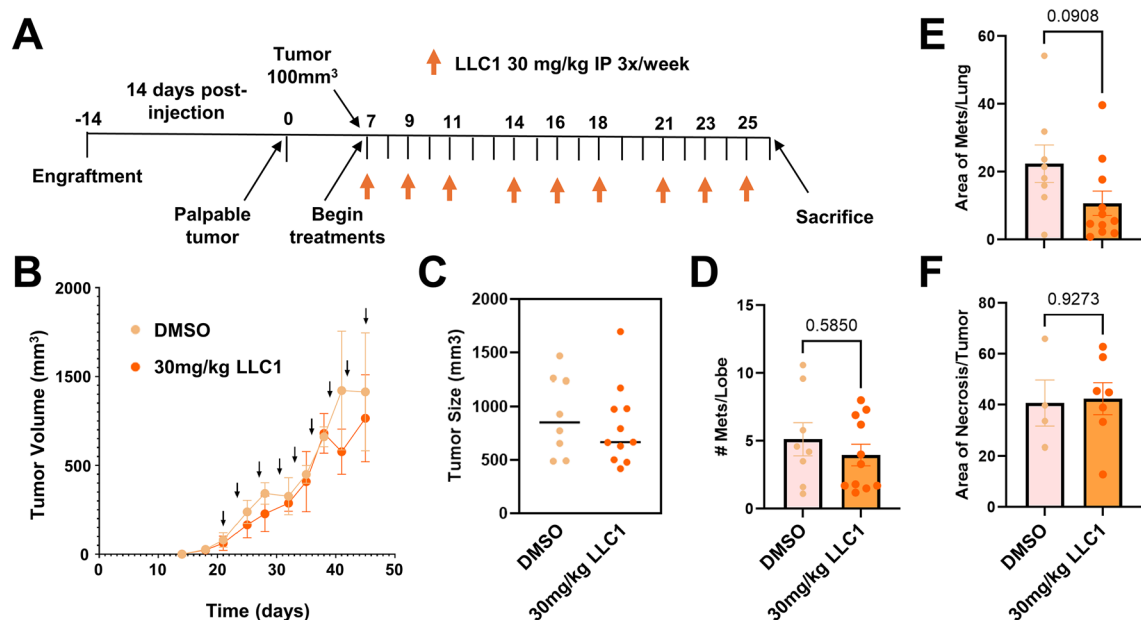 A
Tumor
100mm3
LLC1 30 mg/kg IP 3x/week
14 days post-
injection
-14
0
7
9
11
14
16
18
21
23
25
Engraftment
Palpable
tumor
Begin
treatments
Sacrifice
B
Tumor Volume (mm3)
2000
1500
1000
500
0
DMSO
30mg/kg LLC1
0
10
20
30
40
50
Time (days)
C
Tumor Size (mm3)
2000
1500
1000
500
0
DMSO
30mg/kg LLC1
D
# Mets/Lobe
15
10
5
0
0.5850
DMSO
30mg/kg LLC1
E
Area of Mets/Lung
60
40
20
0
0.0908
F
Area of Necrosis/Tumor
80
60
40
20
0
0.9273
DMSO
30mg/kg LLC1